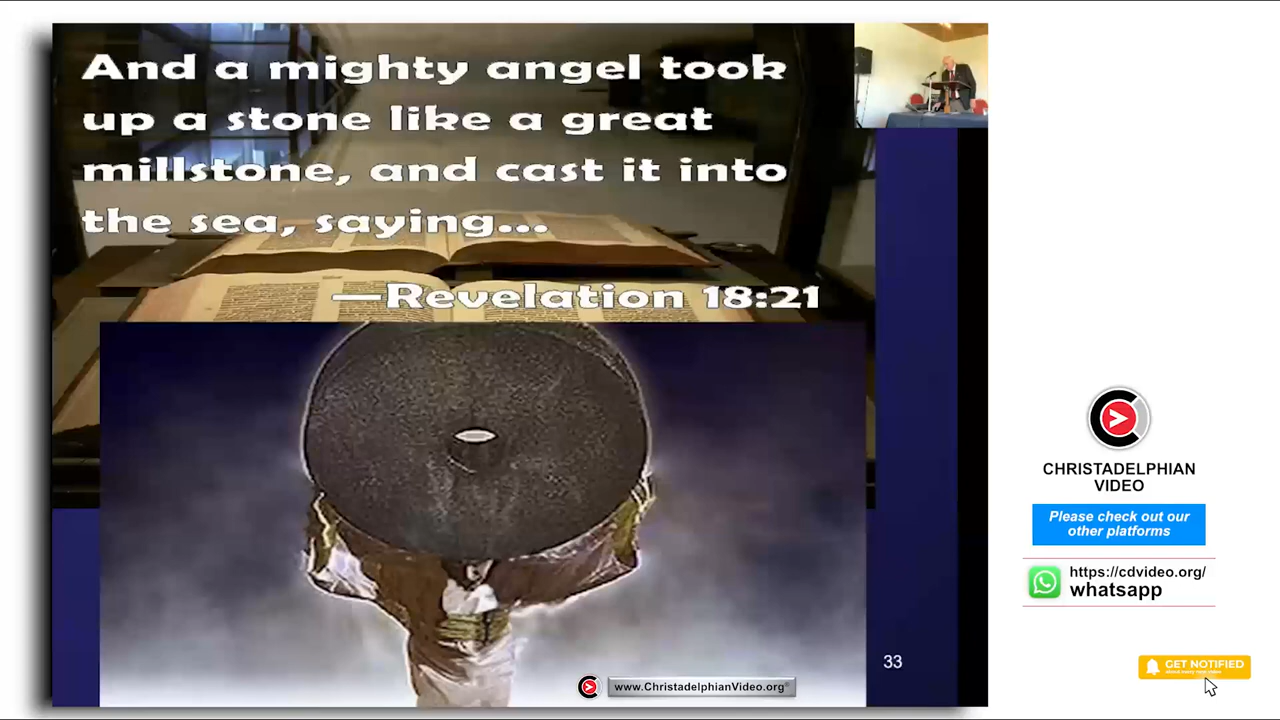 And a mighty angel took
up a stone like a great
millstone, and cast it into
the sea, saying...
—Revelation 18:21
33
www.ChristadelphianVideo.org
CHRISTADELPHIAN
VIDEO
Please check out our
other platforms
https://cdvideo.org/
whatsapp
GET NOTIFIED